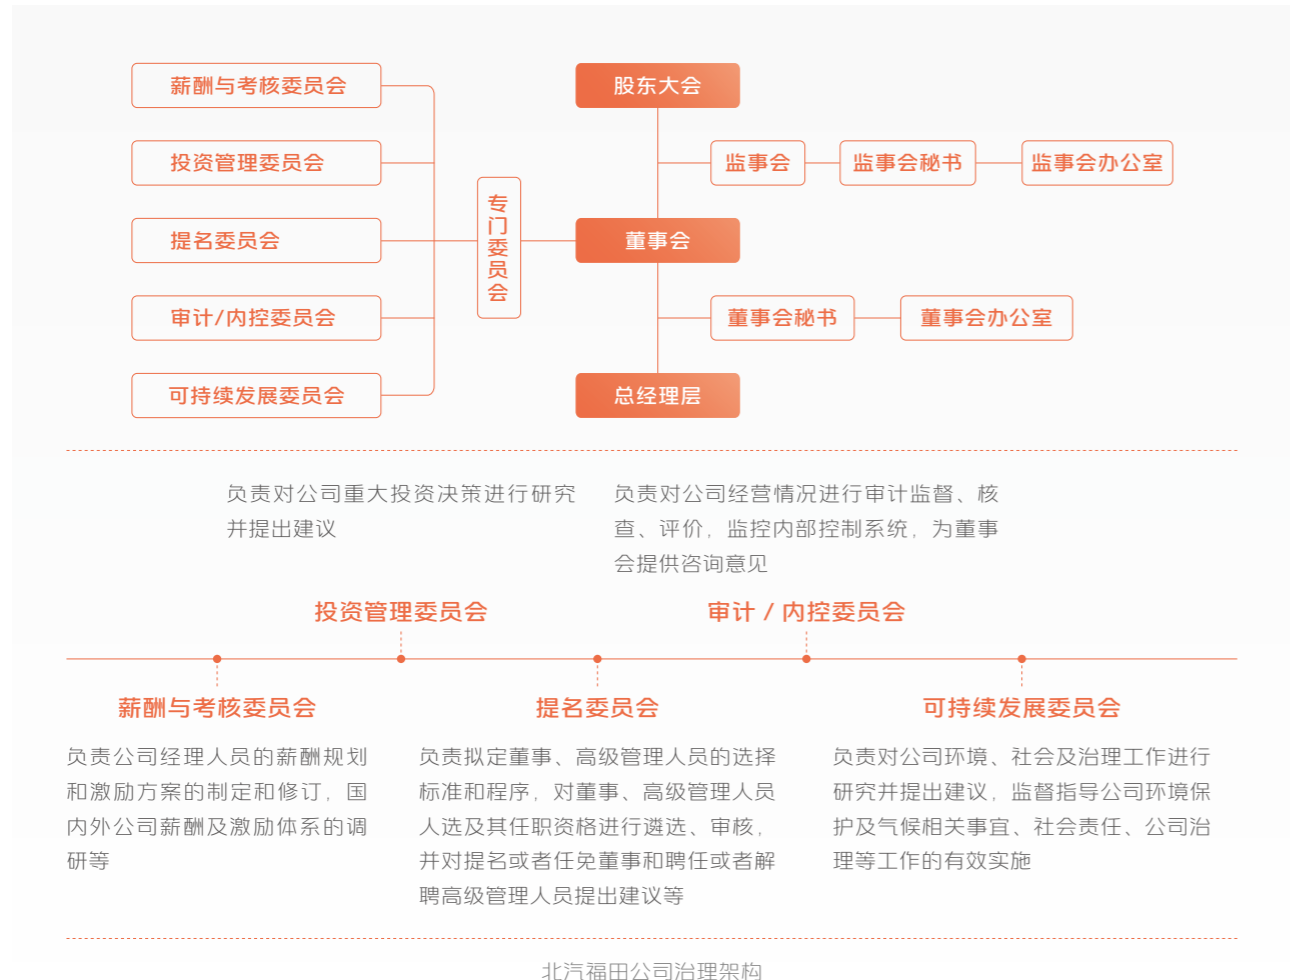 薪酬与考核委员会
投资管理委员会
提名委员会
审计/内控委员会
可持续发展委员会
专门委员会
股东大会
监事会
监事会秘书
监事会办公室
董事会
董事会秘书
董事会办公室
总经理层
负责对公司重大投资决策进行研究
并提出建议
投资管理委员会
负责对公司经营情况进行审计监督、核
查、评价，监控内部控制系统，为董事
会提供咨询意见
审计 / 内控委员会
薪酬与考核委员会
负责公司经理人员的薪酬规划
和激励方案的制定和修订，国
内外公司薪酬及激励体系的调
研等
提名委员会
负责拟定董事、高级管理人员的选择
标准和程序，对董事、高级管理人员
人选及其任职资格进行遴选、审核，
并对提名或者任免董事和聘任或者解
聘高级管理人员提出建议等
可持续发展委员会
负责对公司环境、社会及治理工作进行
研究并提出建议，监督指导公司环境保
护及气候相关事宜、社会责任、公司治
理等工作的有效实施
北汽福田公司治理架构